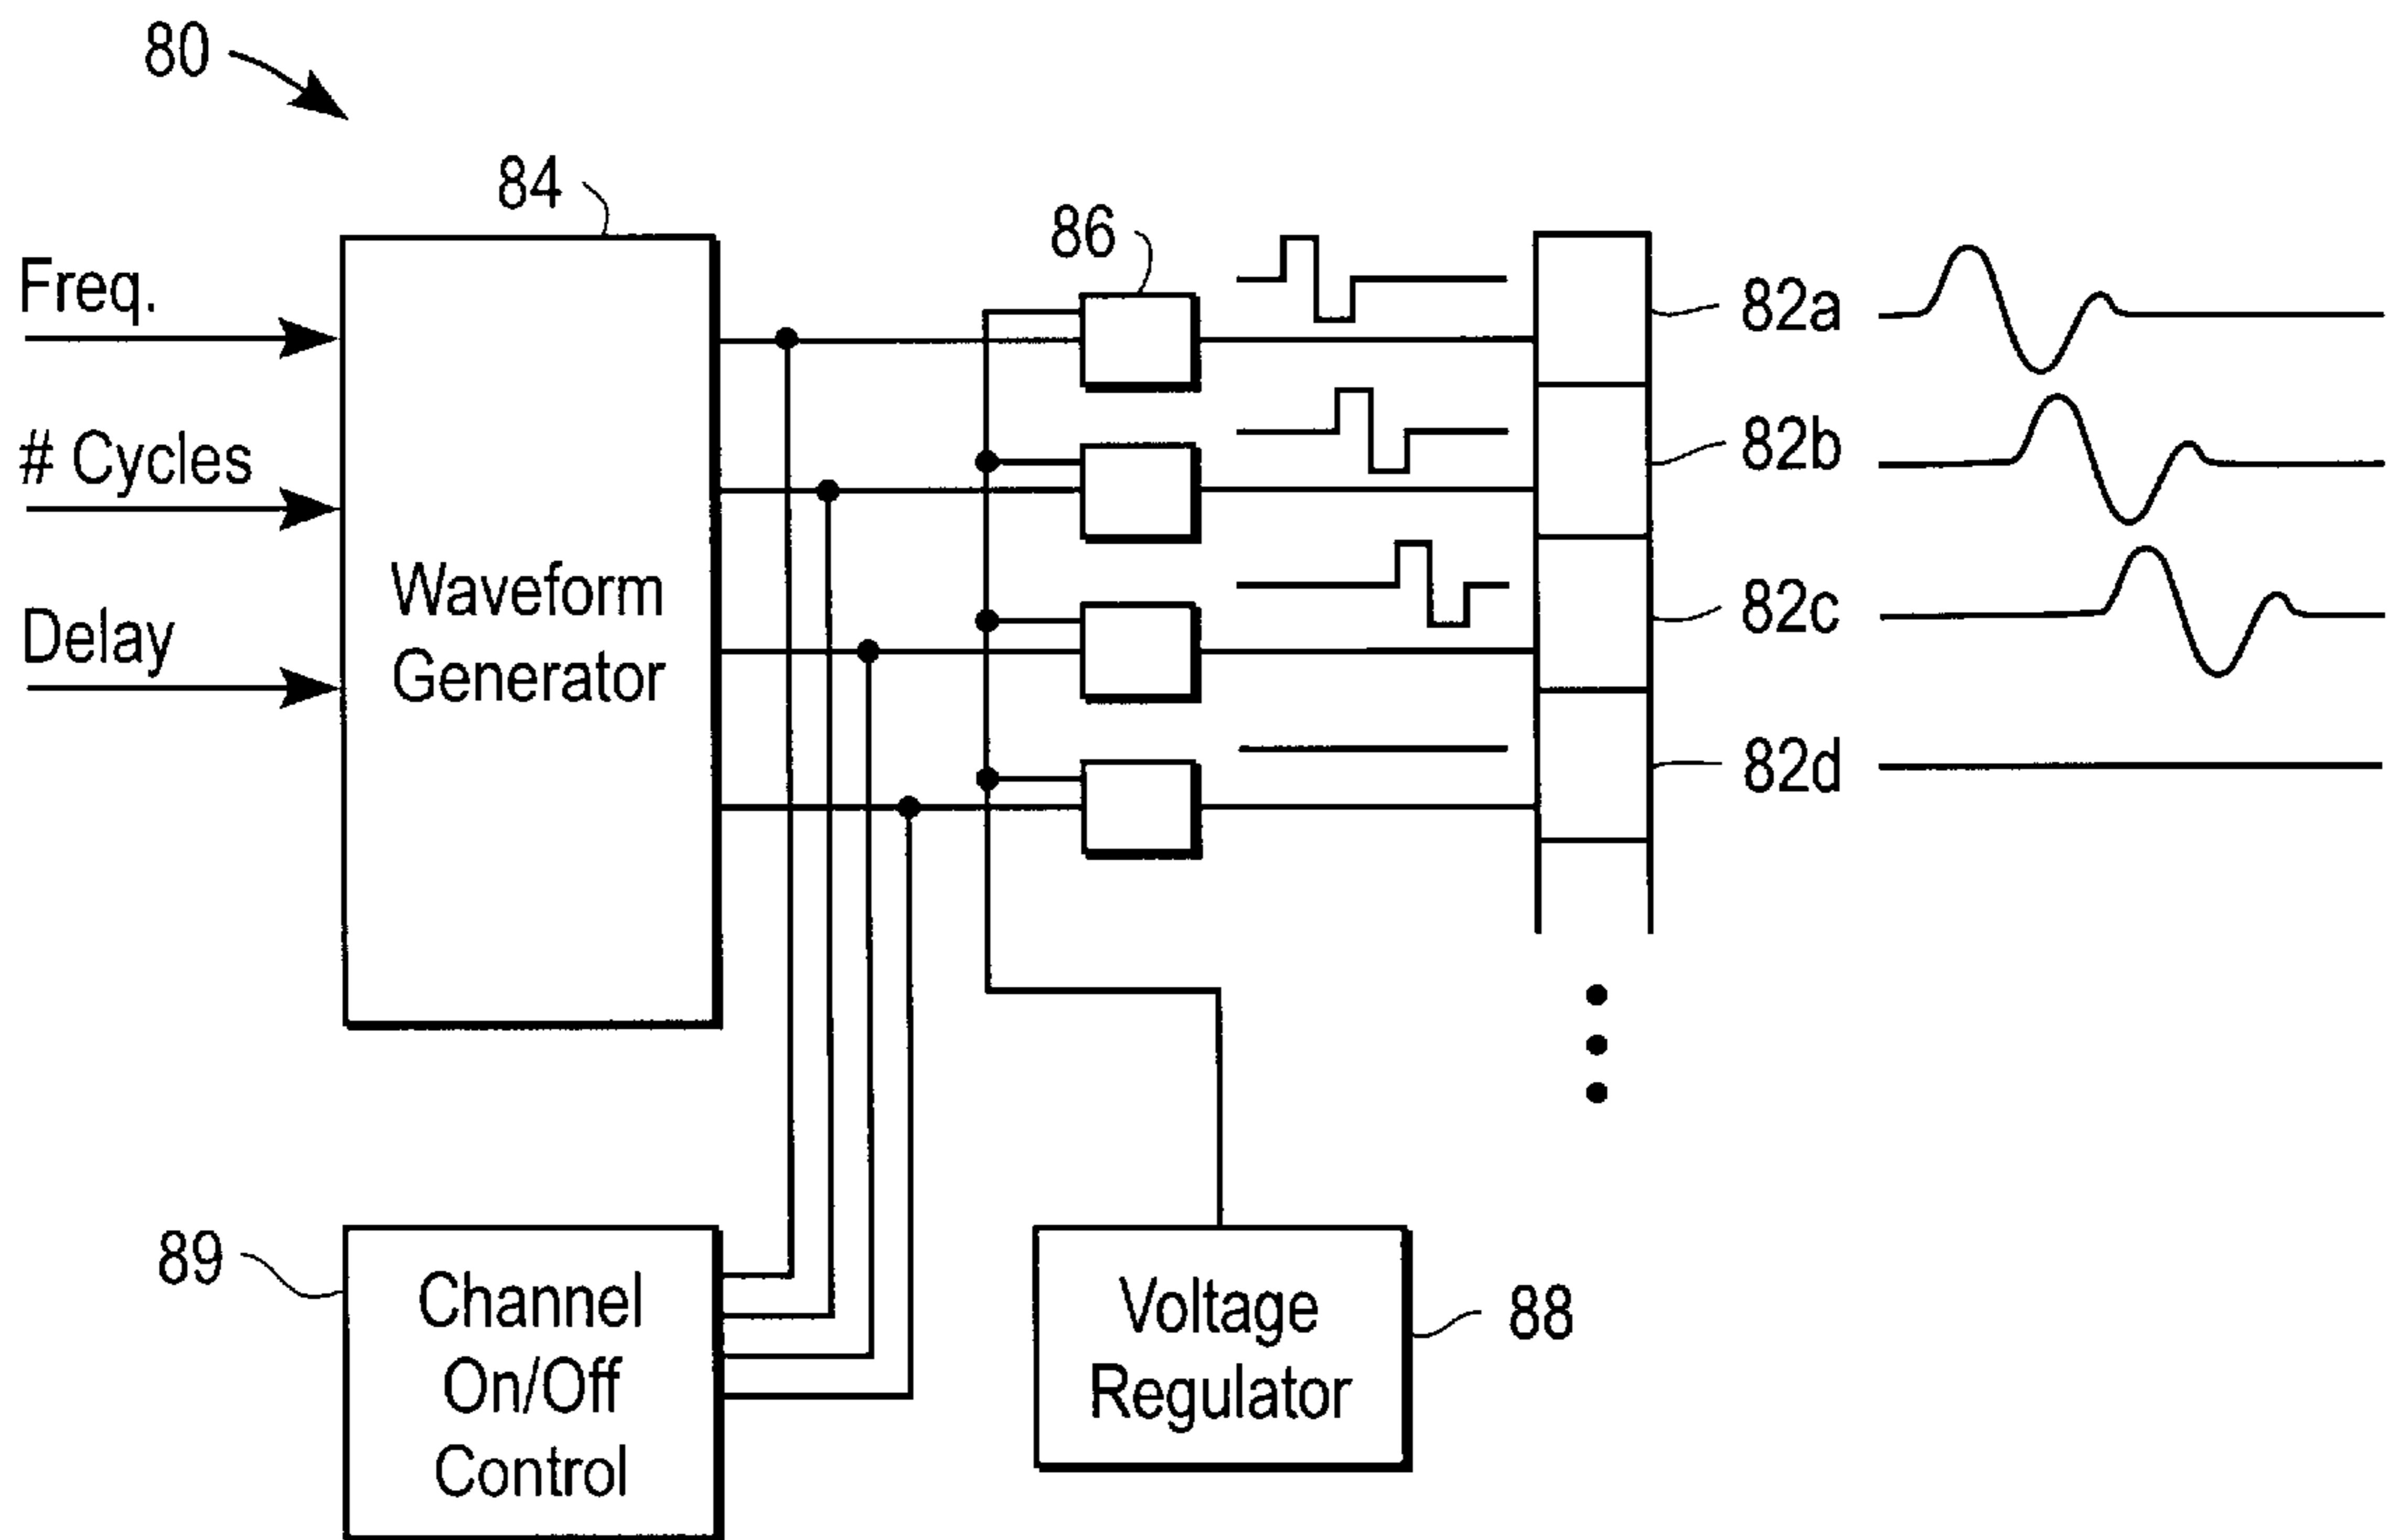 80
84
86
Freq.
# Cycles
Delay
Waveform
Generator
82a
82b
82c
82d
89
Channel
On/Off
Control
Voltage
Regulator
88